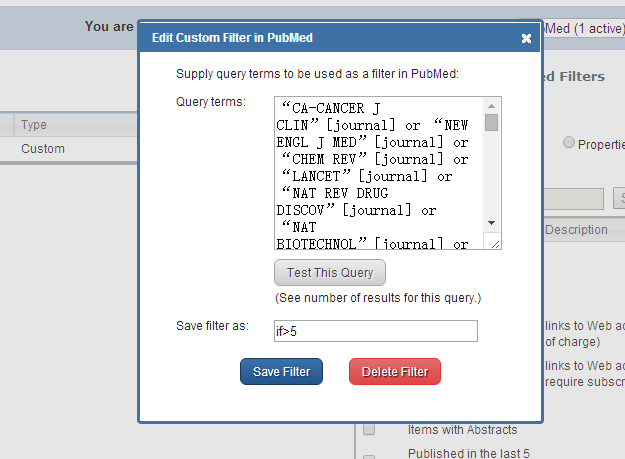 You are
Med (1 active)
Edit Custom Filter in PubMed
Supply query terms to be used as a filter in PubMed:
ed Filters
Query terms:
“CA-CANCER J
CLIN”[journal] or “NEW
ENGL J MED”[journal] or
“CHEM REV”[journal] or
“LANCET”[journal] or
“NAT REV DRUG
DISCOV”[journal] or
“NAT
BIOTECHNOL”[journal] or
Type
Custom
Propertie
S
Description
Test This Query
(See number of results for this query.)
Save filter as:
if>5
links to Web ac
of charge)
links to Web ac
require subscr
Save Filter
Delete Filter
Items with Abstracts
Published in the last 5